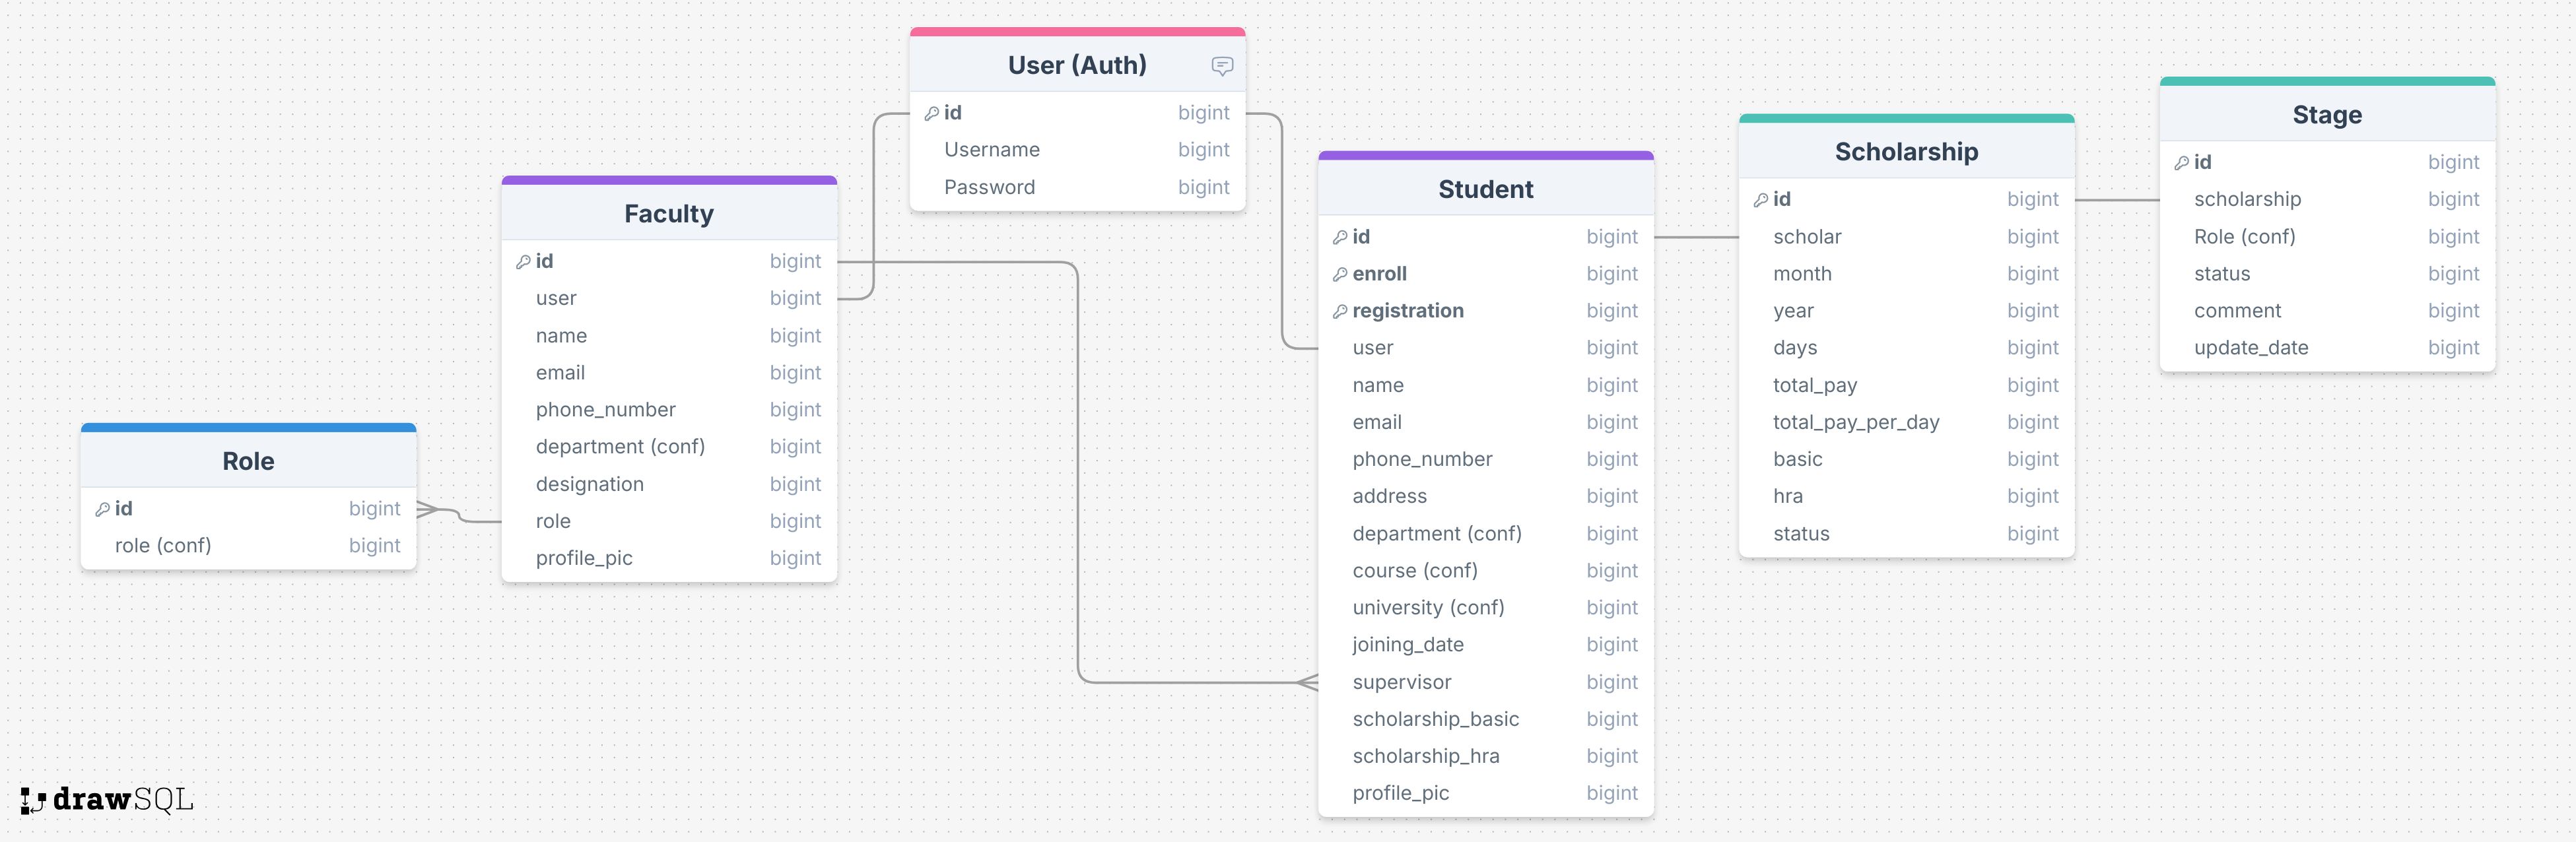 Role
id bigint
role (conf) bigint
Faculty
id bigint
user bigint
name bigint
email bigint
phone_number bigint
department (conf) bigint
designation bigint
role bigint
profile_pic bigint
User (Auth)
id bigint
Username bigint
Password bigint
Student
id bigint
enroll bigint
registration bigint
user bigint
name bigint
email bigint
phone_number bigint
address bigint
department (conf) bigint
course (conf) bigint
university (conf) bigint
joining_date bigint
supervisor bigint
scholarship_basic bigint
scholarship_hra bigint
profile_pic bigint
Scholarship
id bigint
scholar bigint
month bigint
year bigint
days bigint
total_pay bigint
total_pay_per_day bigint
basic bigint
hra bigint
status bigint
Stage
id bigint
scholarship bigint
Role (conf) bigint
status bigint
comment bigint
update_date bigint
drawSQL